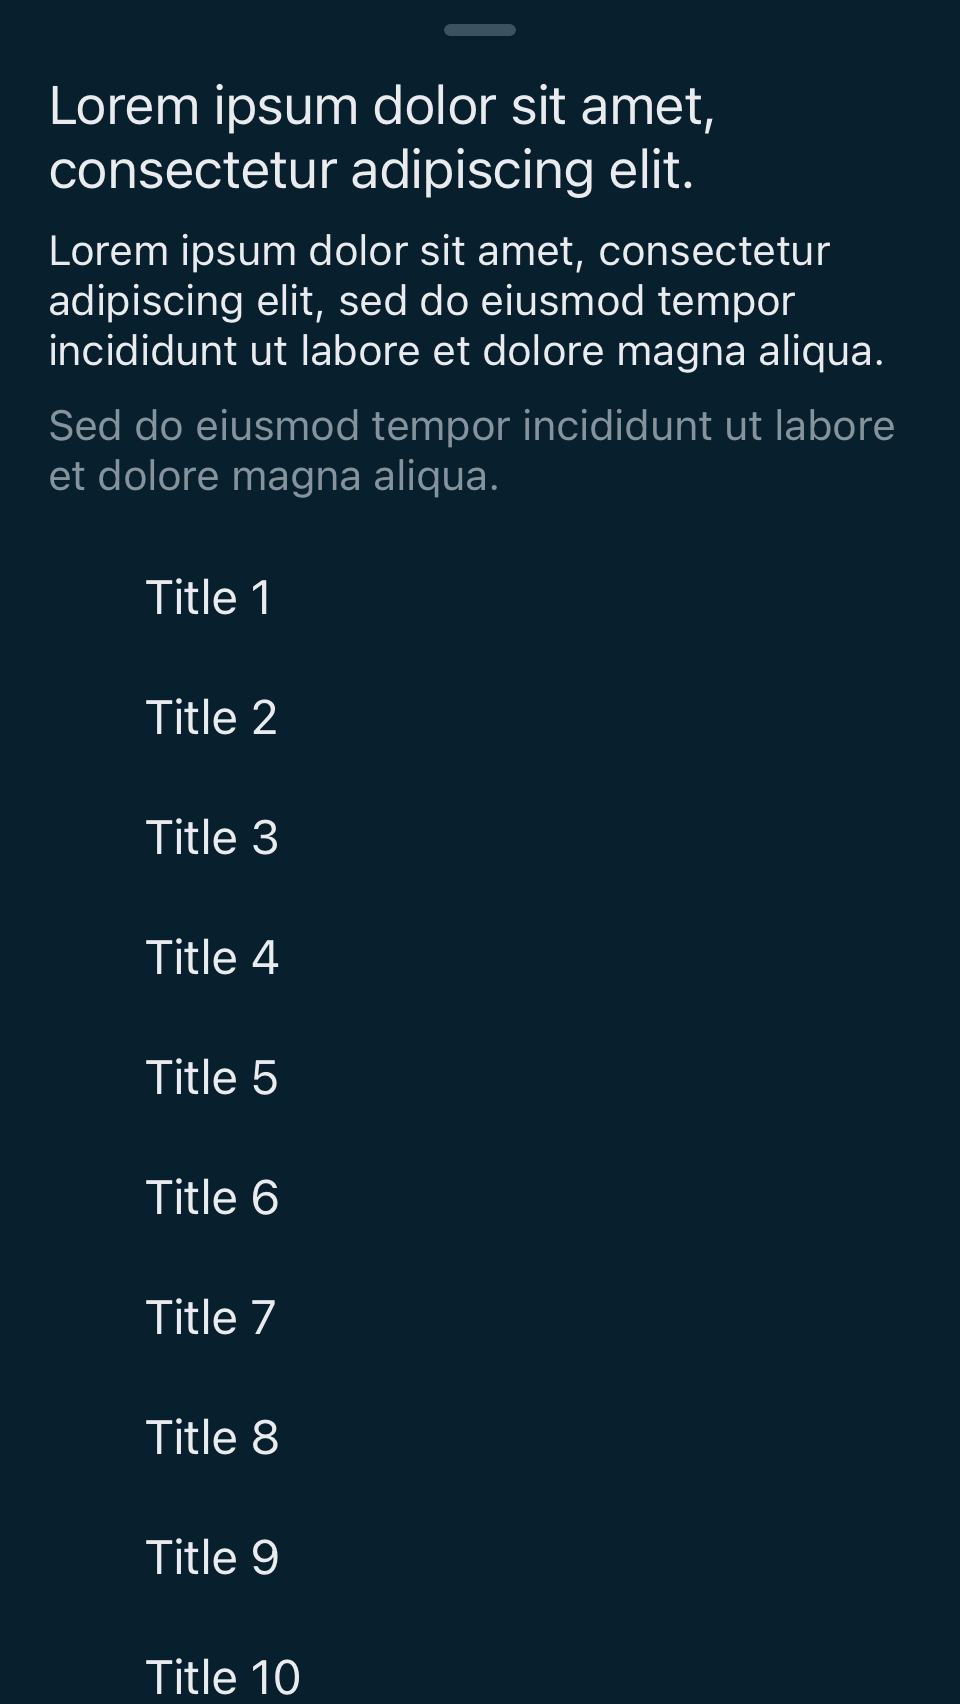 Lorem ipsum dolor sit amet,
consectetur adipiscing elit.
Lorem ipsum dolor sit amet, consectetur
adipiscing elit, sed do eiusmod tempor
incididunt ut labore et dolore magna aliqua.
Sed do eiusmod tempor incididunt ut labore
et dolore magna aliqua.
Title 1
Title 2
Title 3
Title 4
Title 5
Title 6
Title 7
Title 8
Title 9
Title 10